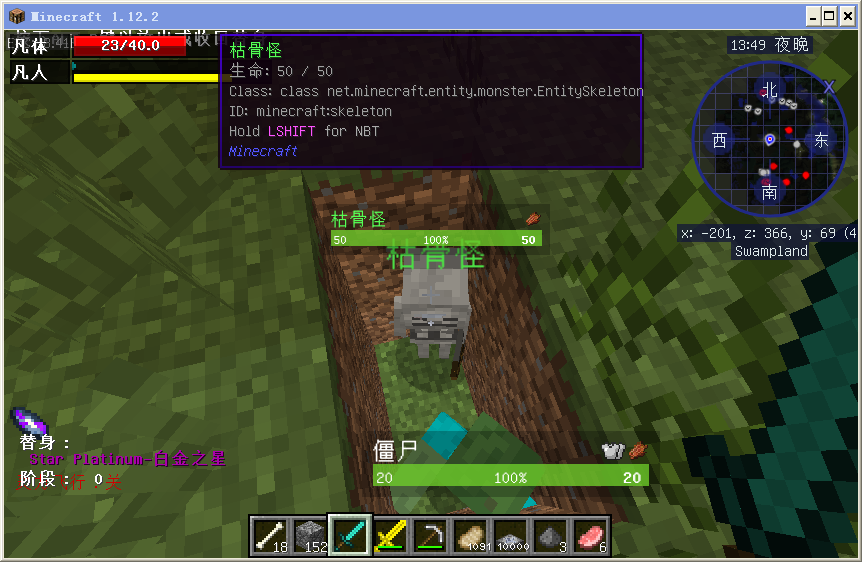 Minecraft 1.12.2
凡体
23/40.0
凡人
枯骨怪
生命: 50 / 50
Class: class net.minecraft.entity.monster.EntitySkeleton
ID: minecraft:skeleton
Hold LSHIFT for NBT
Minecraft
13:49 夜晚
北
X
西
东
南
x: -201, z: 366, y: 69 (4
Swampland
枯骨怪
50 100% 50
枯骨怪
僵尸
20 100% 20
替身：
Star Platinum-白金之星
阶段： 0
18 152 1091 10000 3 6